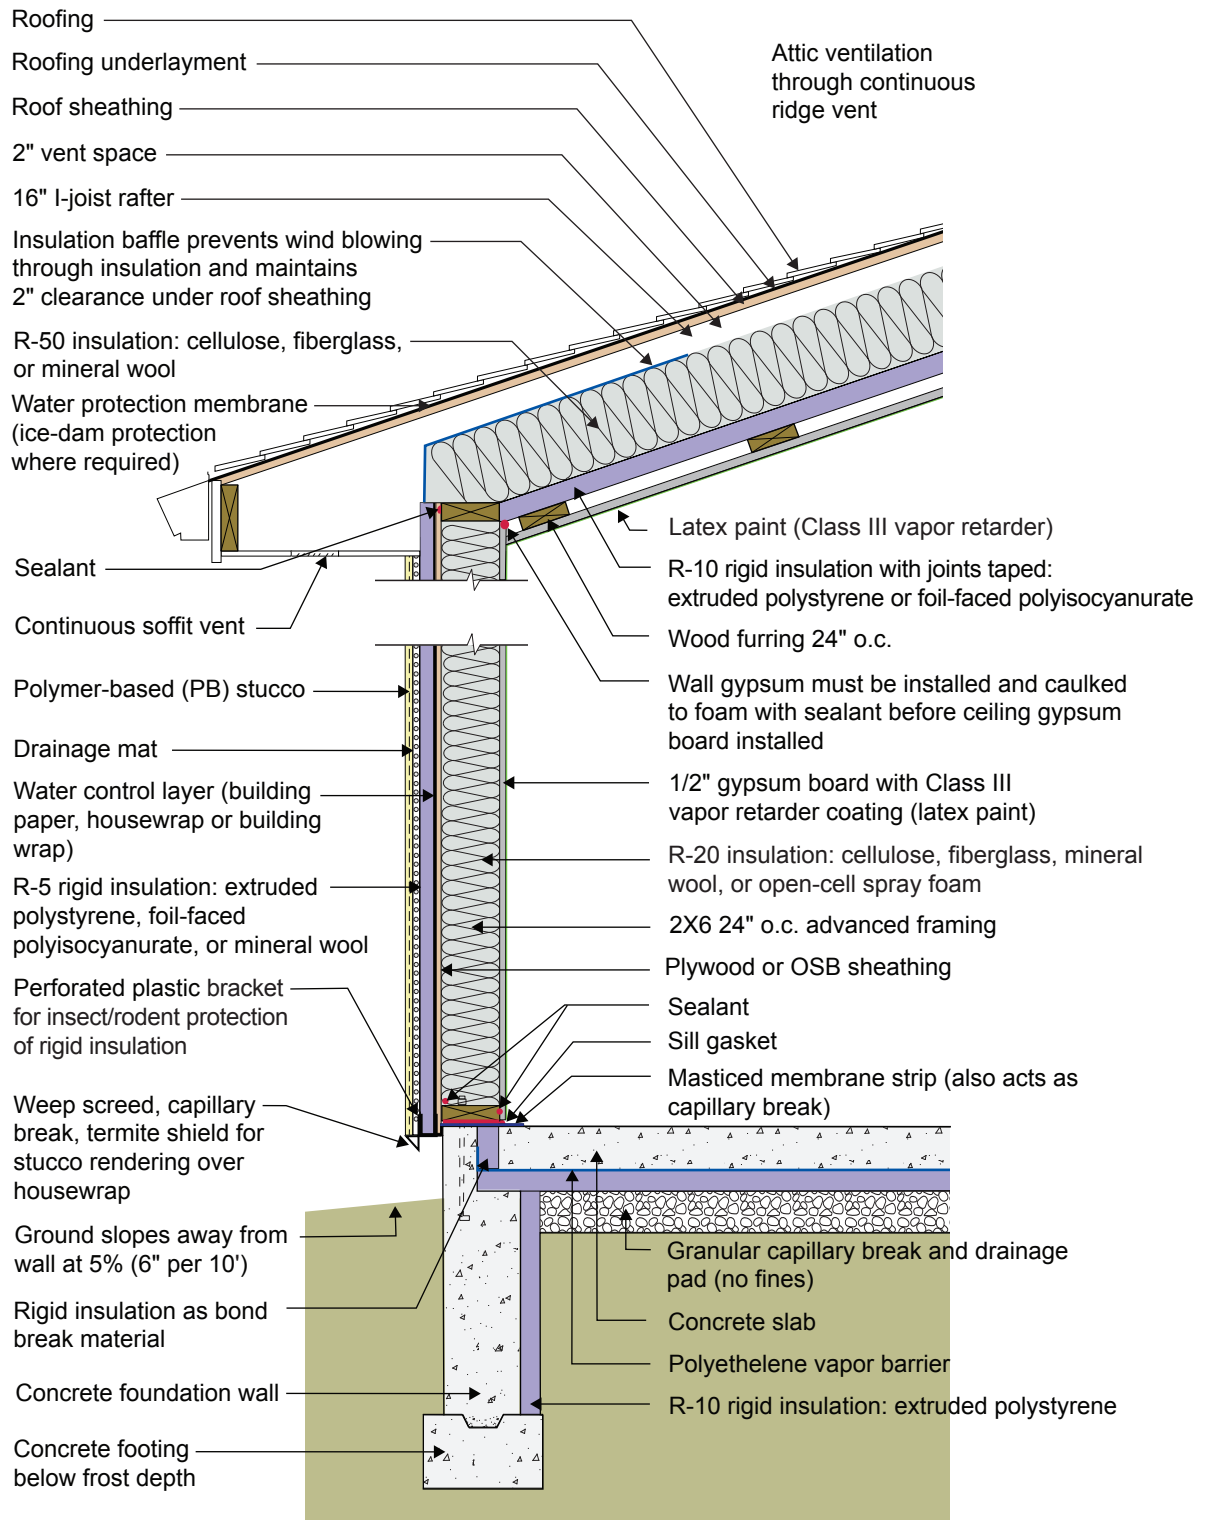 Roofing
Roofing underlayment
Roof sheathing
2" vent space
16" I-joist rafter
Insulation baffle prevents wind blowing
through insulation and maintains
2" clearance under roof sheathing
R-50 insulation: cellulose, fiberglass,
or mineral wool
Water protection membrane
(ice-dam protection
where required)
Sealant
Continuous soffit vent
Polymer-based (PB) stucco
Drainage mat
Water control layer (building
paper, housewrap or building
wrap)
R-5 rigid insulation: extruded
polystyrene, foil-faced
polyisocyanurate, or mineral wool
Perforated plastic bracket
for insect/rodent protection
of rigid insulation
Weep screed, capillary
break, termite shield for
stucco rendering over
housewrap
Ground slopes away from
wall at 5% (6" per 10')
Rigid insulation as bond
break material
Concrete foundation wall
Concrete footing
below frost depth
Attic ventilation
through continuous
ridge vent
Latex paint (Class III vapor retarder)
R-10 rigid insulation with joints taped:
extruded polystyrene or foil-faced polyisocyanurate
Wood furring 24" o.c.
Wall gypsum must be installed and caulked
to foam with sealant before ceiling gypsum
board installed
1/2" gypsum board with Class III
vapor retarder coating (latex paint)
R-20 insulation: cellulose, fiberglass, mineral
wool, or open-cell spray foam
2X6 24" o.c. advanced framing
Plywood or OSB sheathing
Sealant
Sill gasket
Masticed membrane strip (also acts as
capillary break)
Granular capillary break and drainage
pad (no fines)
Concrete slab
Polyethelene vapor barrier
R-10 rigid insulation: extruded polystyrene